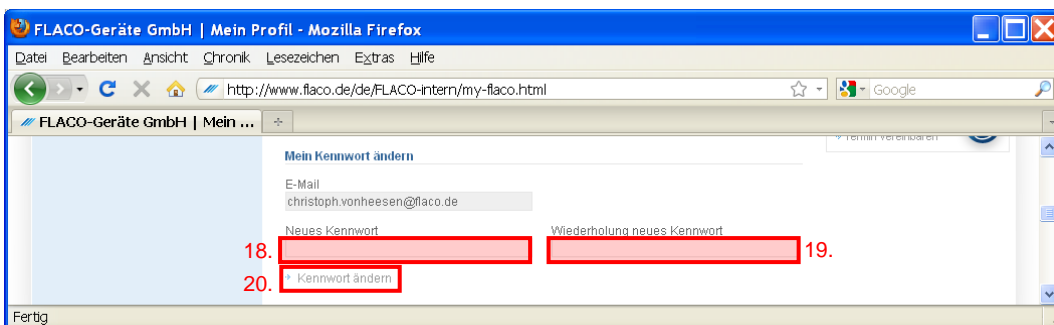 FLACO-Geräte GmbH | Mein Profil - Mozilla Firefox
Datei Bearbeiten Ansicht Chronik Lesezeichen Extras Hilfe
http://www.flaco.de/de/FLACO-intern/my-flaco.html Google
FLACO-Geräte GmbH | Mein ...
Termin vereinbaren
Mein Kennwort ändern
E-Mail
christoph.vonheesen@flaco.de
Neues Kennwort Wiederholung neues Kennwort
18. 19.
20. Kennwort ändern
Fertig